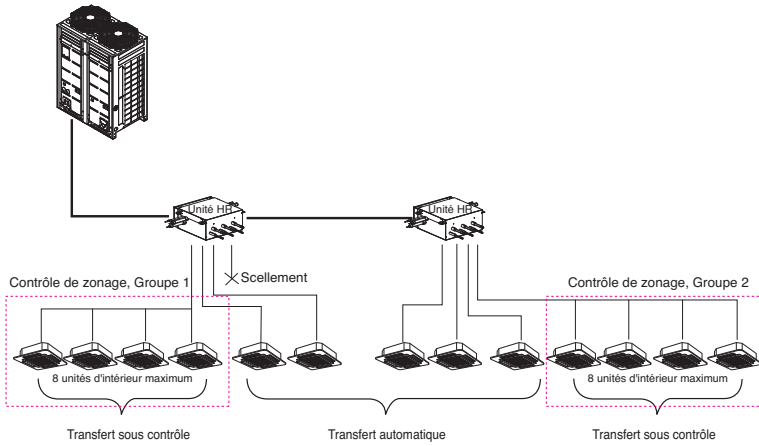 Unité HR
Unité HR
Scellement
Contrôle de zonage, Groupe 1
Contrôle de zonage, Groupe 2
8 unités d'intérieur maximum
8 unités d'intérieur maximum
Transfert sous contrôle
Transfert automatique
Transfert sous contrôle